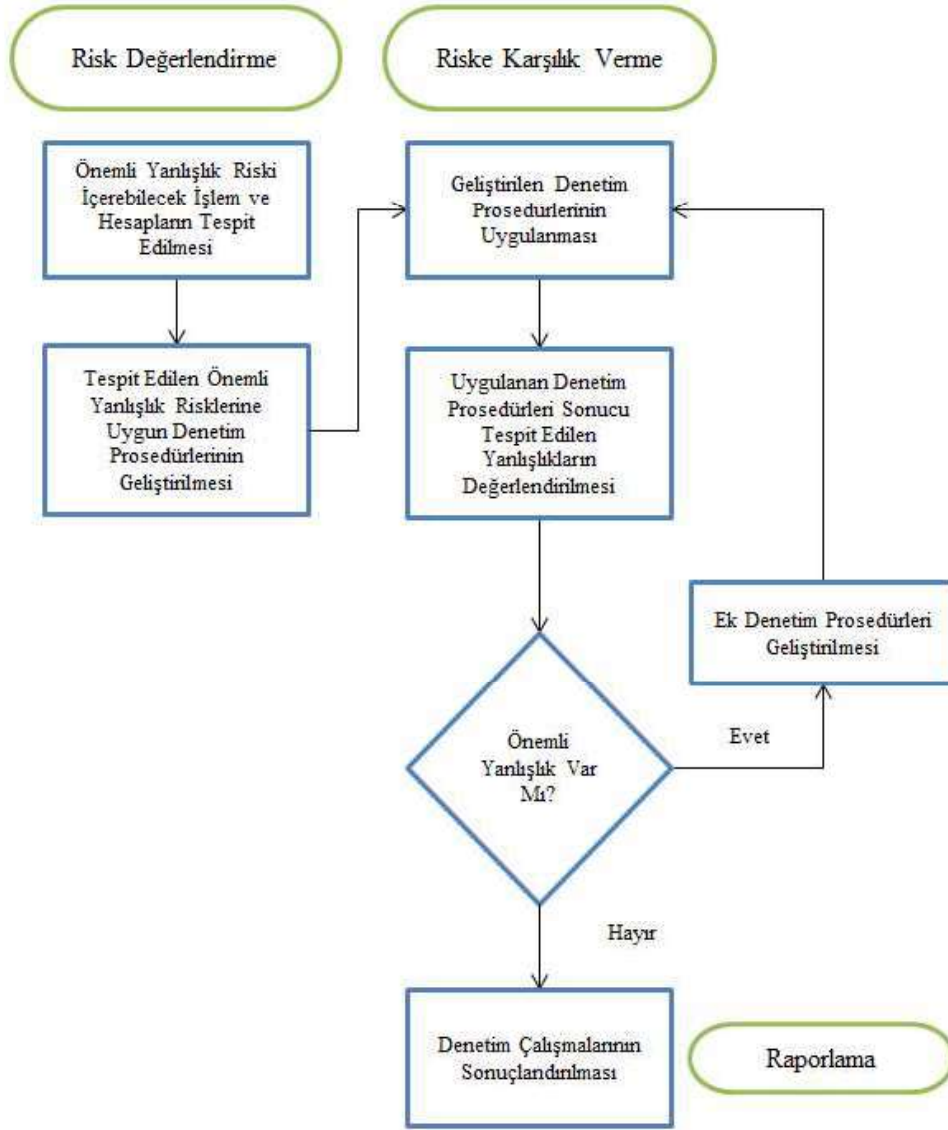 Risk Değerlendirme
Riske Karşılık Verme
Önemli Yanlışlık Riski
İçerebilecek İşlem ve
Hesapların Tespit
Edilmesi
Geliştirilen Denetim
Prosedurlerinin
Uygulanması
Tespit Edilen Önemli
Yanlışlık Risklerine
Uygun Denetim
Prosedürlerinin
Geliştirilmesi
Uygulanan Denetim
Prosedürleri Sonucu
Tespit Edilen
Yanlışlıkların
Değerlendirilmesi
Ek Denetim Prosedürleri
Geliştirilmesi
Önemli
Yanlışlık Var
Mı?
Evet
Hayır
Denetim Çalışmalarının
Sonuçlandırılması
Raporlama